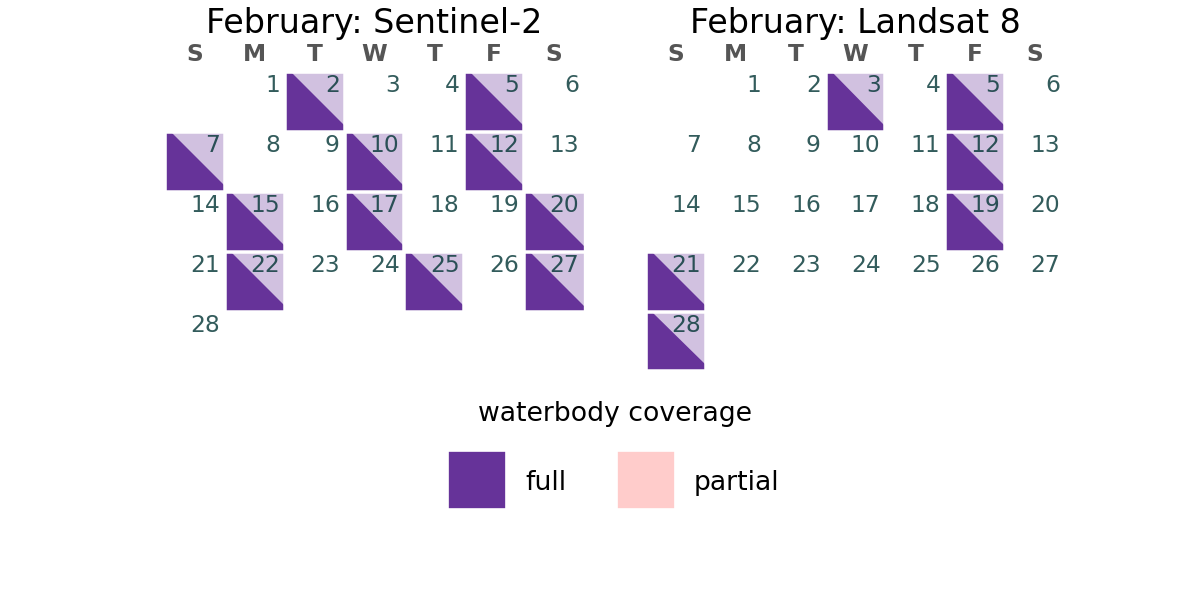 February: Sentinel-2
S M T W T F S
1 2 3 4 5 6
7 8 9 10 11 12 13
14 15 16 17 18 19 20
21 22 23 24 25 26 27
28
February: Landsat 8
S M T W T F S
1 2 3 4 5 6
7 8 9 10 11 12 13
14 15 16 17 18 19 20
21 22 23 24 25 26 27
28
waterbody coverage
full partial